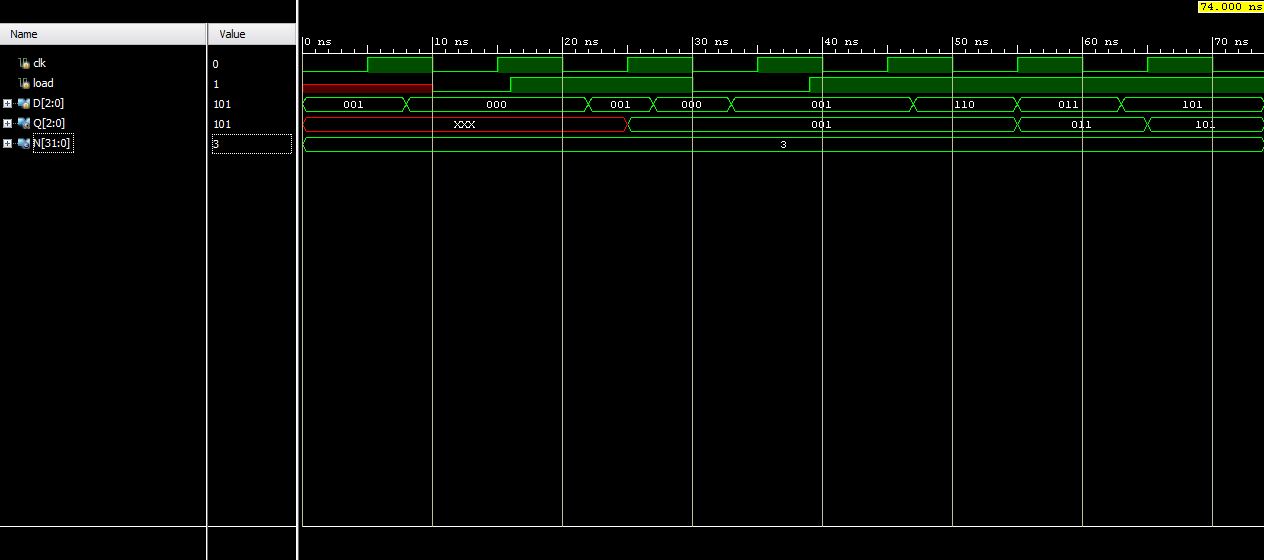 74.000 ns
Name Value
0 ns 10 ns 20 ns 30 ns 40 ns 50 ns 60 ns 70 ns
clk 0
load 1
D[2:0] 101 001 000 001 000 001 110 011 101
Q[2:0] 101 XXX 001 011 101
N[31:0] 3 3